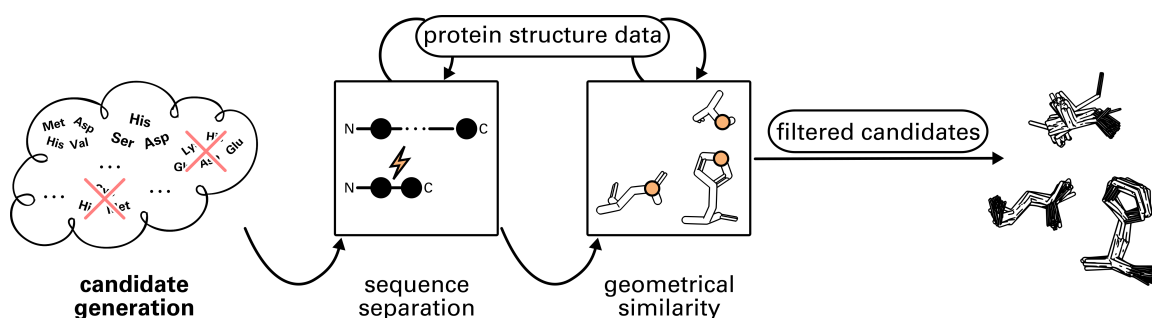 protein structure data
Met Asp
His Val
His
Ser Asp
Glu
...
... ...
N ... C
N C
filtered candidates
candidate
generation
sequence
separation
geometrical
similarity